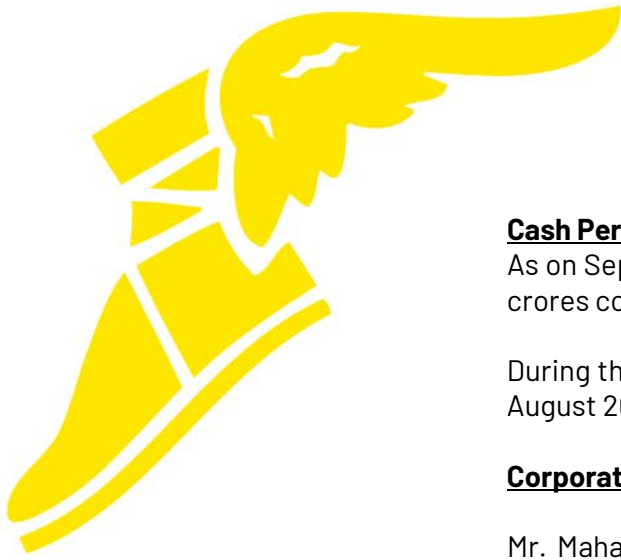 Cash Per
As on Sep
crores co
During th
August 20
Corporat
Mr. Maha